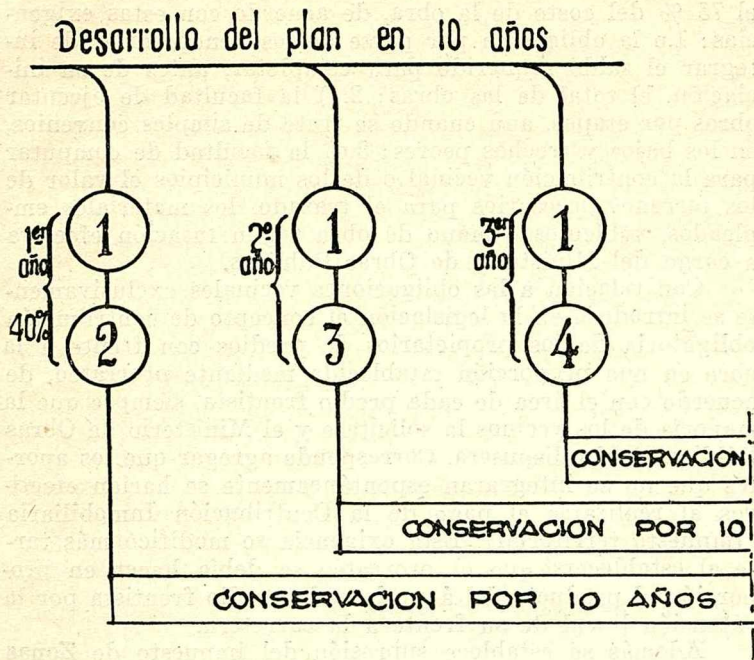 Desarrollo del plan en 10 años
1er año 40%
1
2
2º año
1
3
3er año
1
4
CONSERVACION
CONSERVACION POR 10
CONSERVACION POR 10 AÑOS